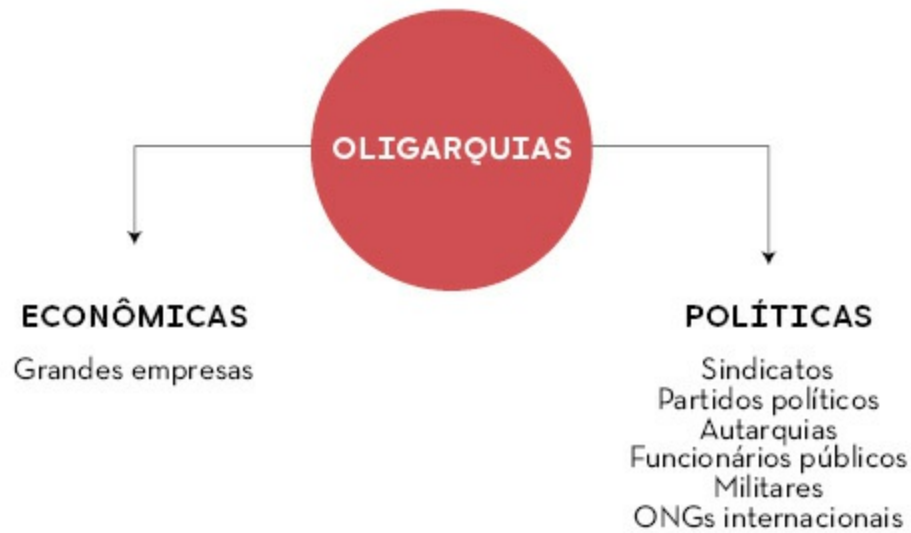 OLIGARQUIAS
ECONÔMICAS
Grandes empresas
POLÍTICAS
Sindicatos
Partidos políticos
Autarquias
Funcionários públicos
Militares
ONGs internacionais